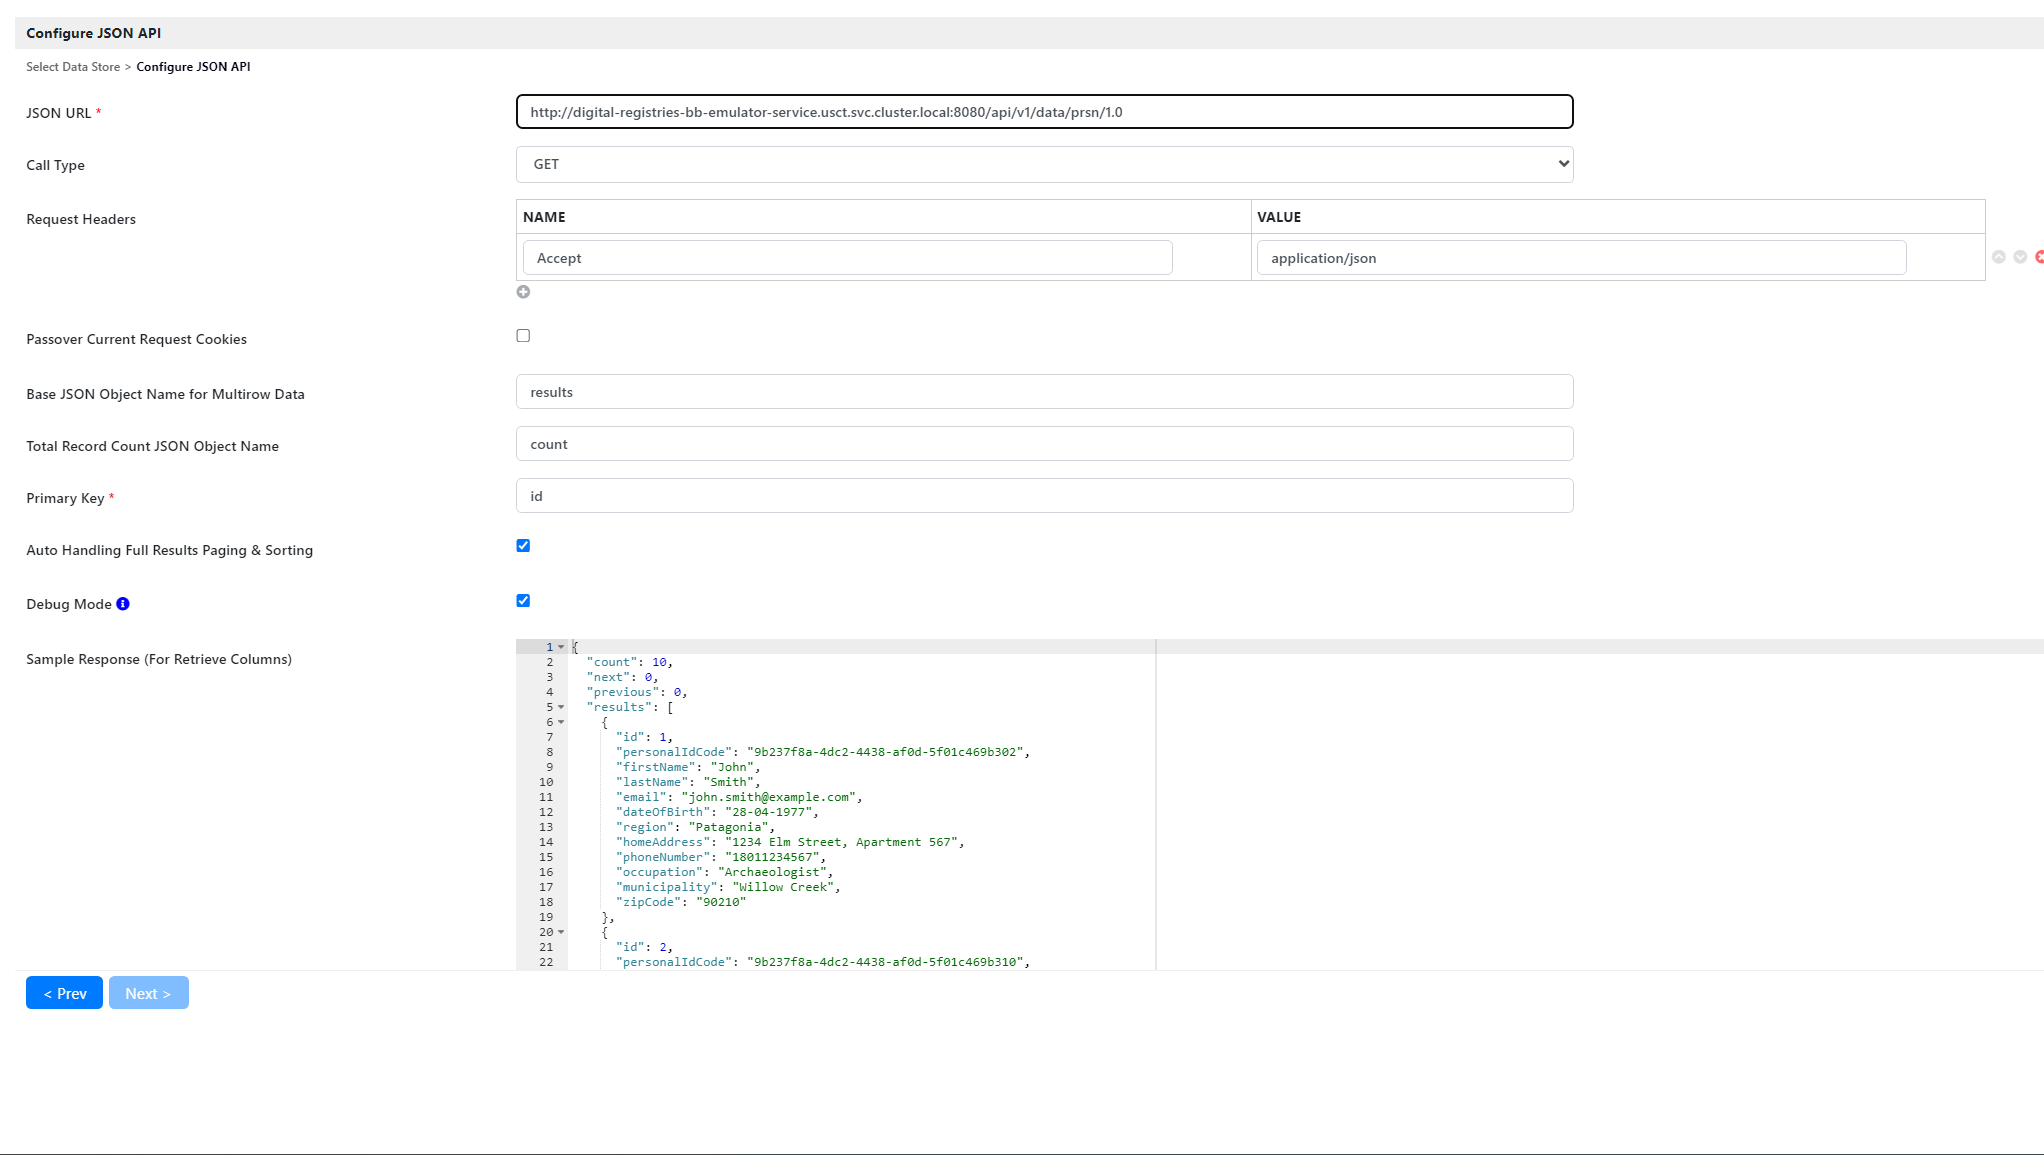 Configure JSON API
Select Data Store > Configure JSON API
JSON URL *
http://digital-registries-bb-emulator-service.usct.svc.cluster.local:8080/api/v1/data/prsn/1.0
Call Type
GET
Request Headers
NAME VALUE
Accept application/json
Passover Current Request Cookies
Base JSON Object Name for Multirow Data
results
Total Record Count JSON Object Name
count
Primary Key *
id
Auto Handling Full Results Paging & Sorting
Debug Mode
Sample Response (For Retrieve Columns)
1 {
2 "count": 10,
3 "next": 0,
4 "previous": 0,
5 "results": [
6 {
7 "id": 1,
8 "personalIdCode": "9b237f8a-4dc2-4438-af0d-5f01c469b302",
9 "firstName": "John",
10 "lastName": "Smith",
11 "email": "john.smith@example.com",
12 "dateOfBirth": "28-04-1977",
13 "region": "Patagonia",
14 "homeAddress": "1234 Elm Street, Apartment 567",
15 "phoneNumber": "18011234567",
16 "occupation": "Archaeologist",
17 "municipality": "Willow Creek",
18 "zipCode": "90210"
19 },
20 {
21 "id": 2,
22 "personalIdCode": "9b237f8a-4dc2-4438-af0d-5f01c469b310",
< Prev Next >